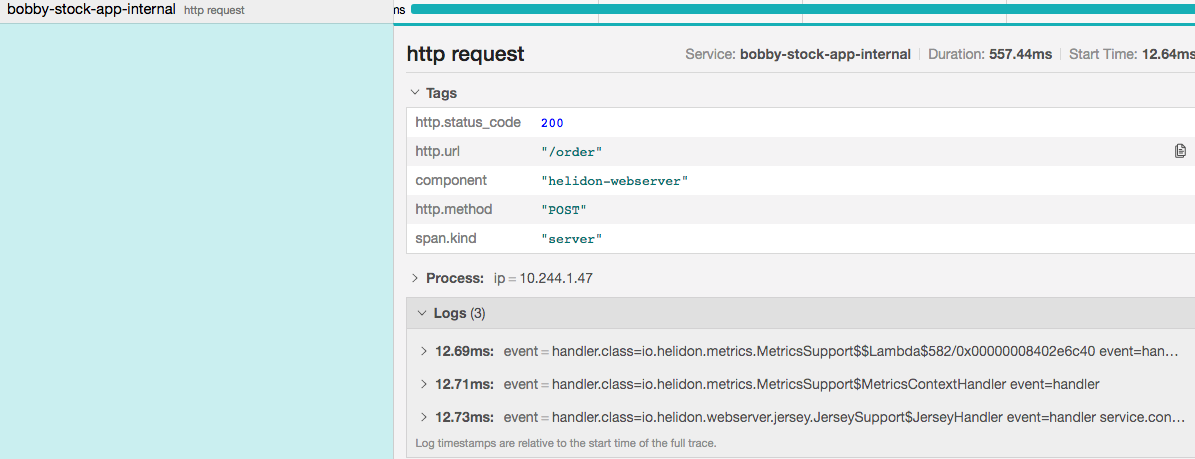 bobby-stock-app-internal http request ms
http request Service: bobby-stock-app-internal Duration: 557.44ms Start Time: 12.64ms
Tags
http.status_code 200
http.url "/order"
component "helidon-webserver"
http.method "POST"
span.kind "server"
Process: ip = 10.244.1.47
Logs (3)
12.69ms: event = handler.class=io.helidon.metrics.MetricsSupport$$Lambda$582/0x00000008402e6c40 event=han...
12.71ms: event = handler.class=io.helidon.metrics.MetricsSupport$MetricsContextHandler event=handler
12.73ms: event = handler.class=io.helidon.webserver.jersey.JerseySupport$JerseyHandler event=handler service.con...
Log timestamps are relative to the start time of the full trace.